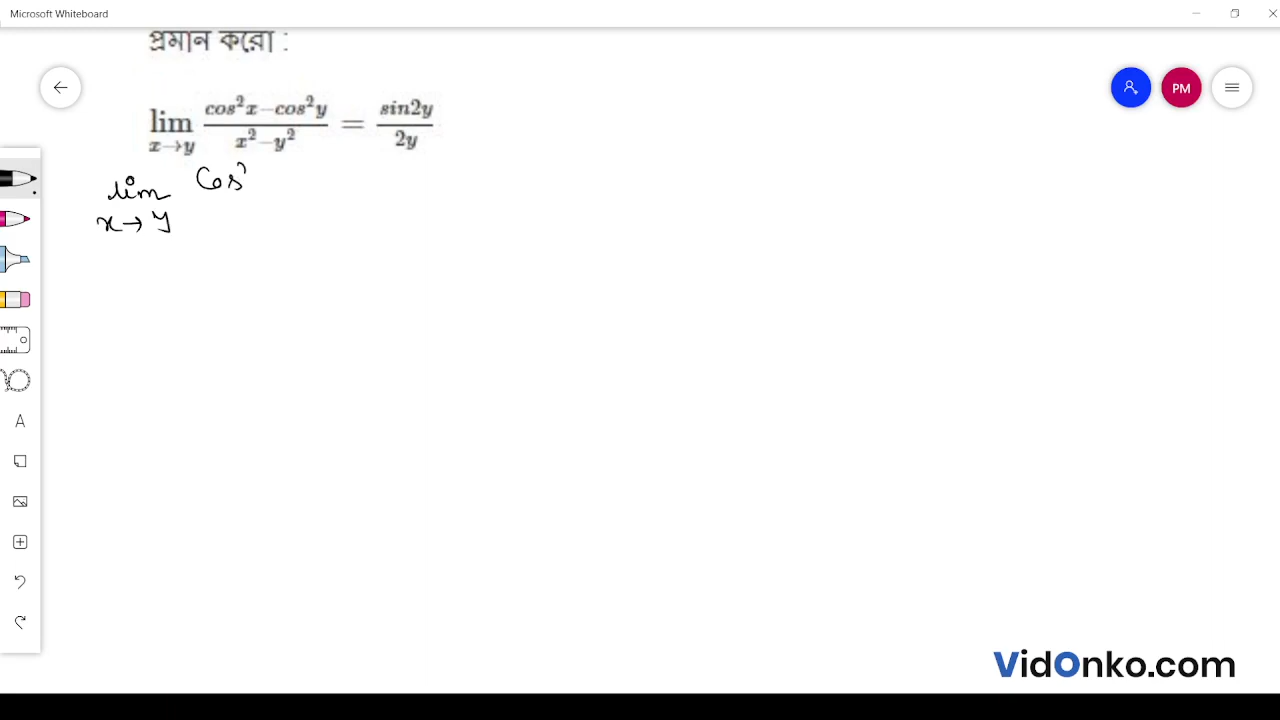 Microsoft Whiteboard
প্রমান করো :
lim x→y (cos²x−cos²y)/(x²−y²) = sin2y/2y
lim Cos²
x→y
PM
A
VidOnko.com